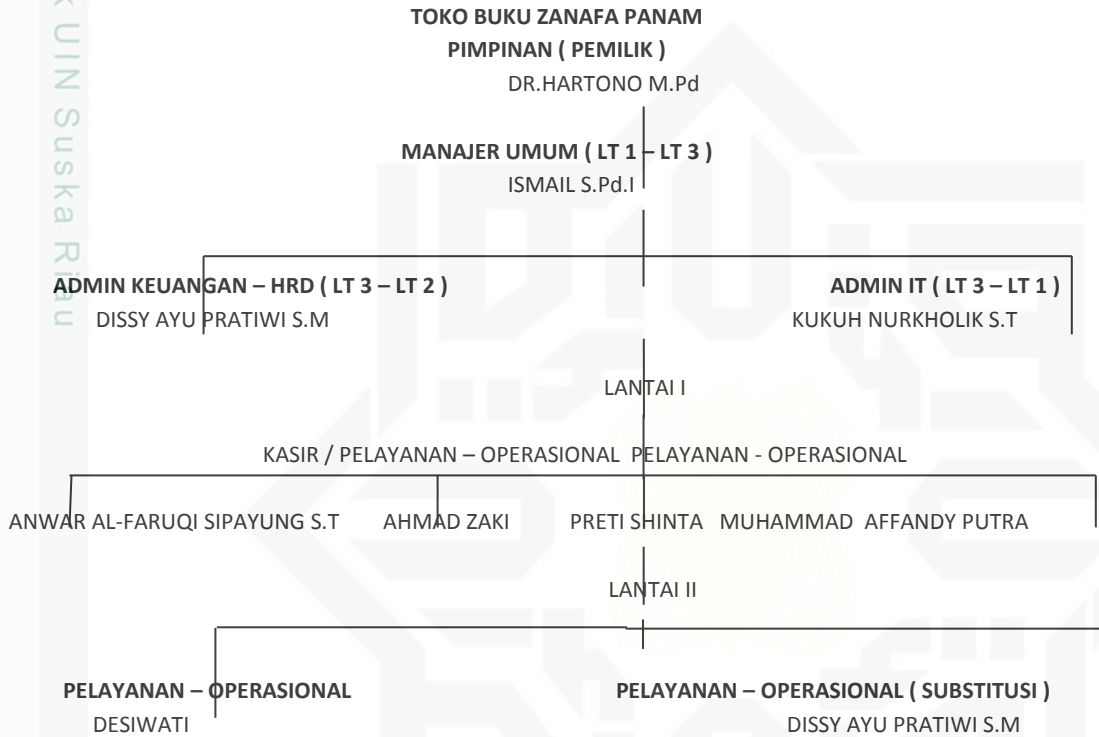 TOKO BUKU ZANAFA PANAM
PIMPINAN ( PEMILIK )
DR.HARTONO M.Pd
MANAJER UMUM ( LT 1 – LT 3 )
ISMAIL S.Pd.I
ADMIN KEUANGAN – HRD ( LT 3 – LT 2 )
ADMIN IT ( LT 3 – LT 1 )
DISSY AYU PRATIWI S.M
KUKUH NURKHOLIK S.T
LANTAI I
KASIR / PELAYANAN – OPERASIONAL PELAYANAN - OPERASIONAL
ANWAR AL-FARUQI SIPAYUNG S.T AHMAD ZAKI PRETI SHINTA MUHAMMAD AFFANDY PUTRA
LANTAI II
PELAYANAN – OPERASIONAL
PELAYANAN – OPERASIONAL ( SUBSTITUSI )
DESIWATI
DISSY AYU PRATIWI S.M
UIN Suska Riau